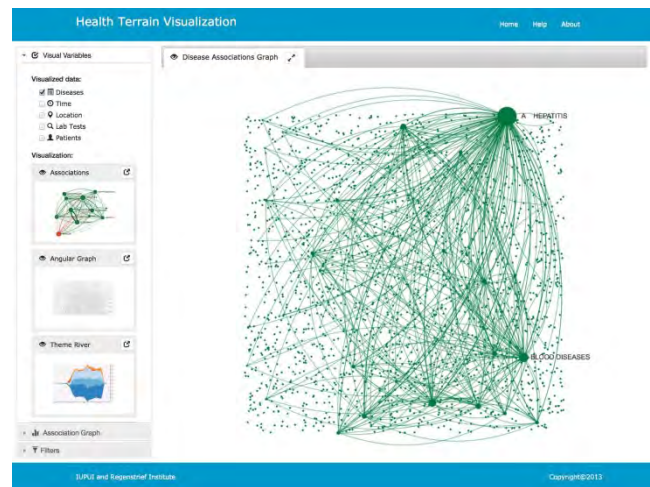 Health Terrain Visualization
Home Help About
Visual Variables
Disease Associations Graph
Visualized data:
Diseases
Time
Location
Lab Tests
Patients
Visualization:
Associations
Angular Graph
Theme River
Association Graph
Filters
A HEPATITIS
BLOOD DISEASES
IUPUI and Regenstrief Institute
Copyright©2013